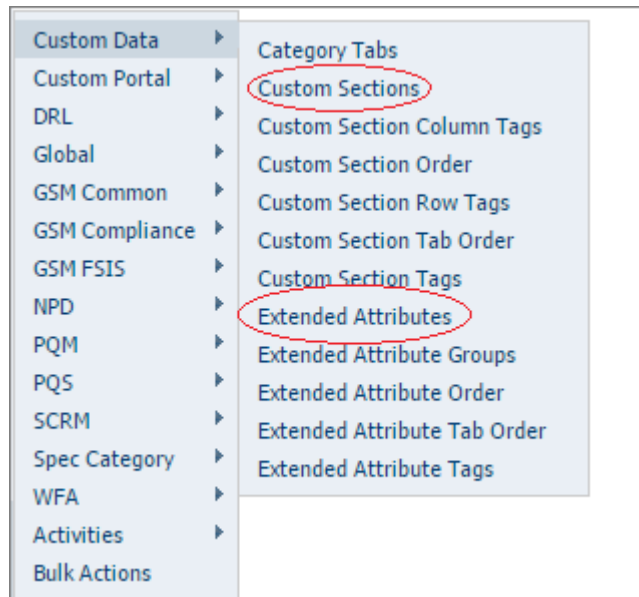 Custom Data
Custom Portal
DRL
Global
GSM Common
GSM Compliance
GSM FSIS
NPD
PQM
PQS
SCRM
Spec Category
WFA
Activities
Bulk Actions
Category Tabs
Custom Sections
Custom Section Column Tags
Custom Section Order
Custom Section Row Tags
Custom Section Tab Order
Custom Section Tags
Extended Attributes
Extended Attribute Groups
Extended Attribute Order
Extended Attribute Tab Order
Extended Attribute Tags